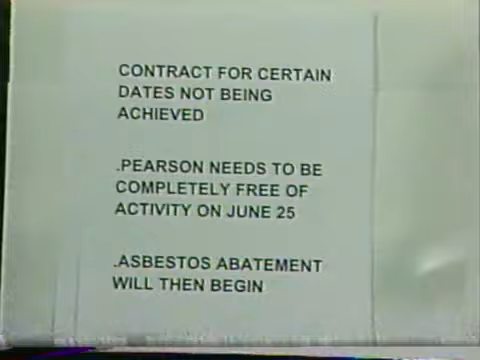 CONTRACT FOR CERTAIN
DATES NOT BEING
ACHIEVED
.PEARSON NEEDS TO BE
COMPLETELY FREE OF
ACTIVITY ON JUNE 25
.ASBESTOS ABATEMENT
WILL THEN BEGIN